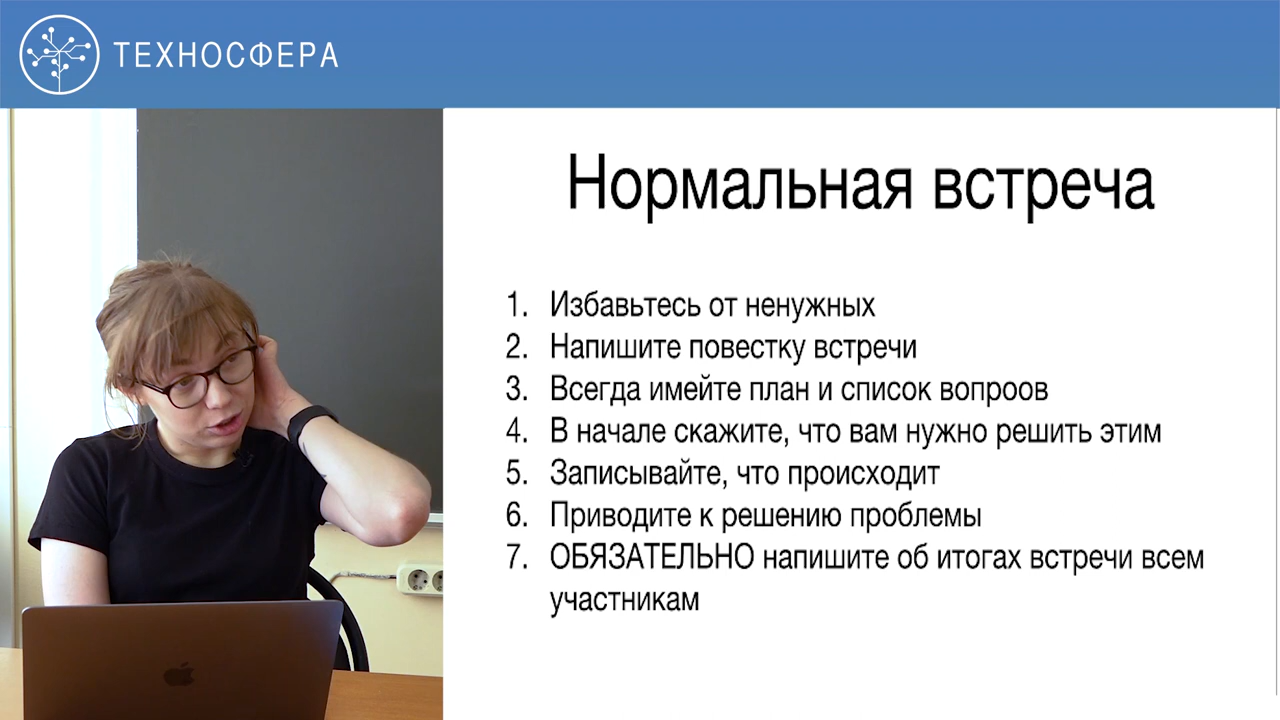 ТЕХНОСФЕРА
Нормальная встреча
1. Избавьтесь от ненужных
2. Напишите повестку встречи
3. Всегда имейте план и список вопроов
4. В начале скажите, что вам нужно решить этим
5. Записывайте, что происходит
6. Приводите к решению проблемы
7. ОБЯЗАТЕЛЬНО напишите об итогах встречи всем
участникам